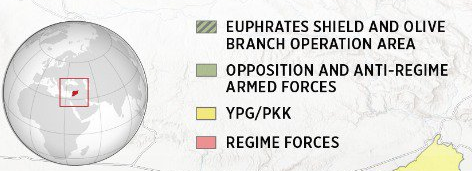 EUPHRATES SHIELD AND OLIVE
BRANCH OPERATION AREA
OPPOSITION AND ANTI-REGIME
ARMED FORCES
YPG/PKK
REGIME FORCES